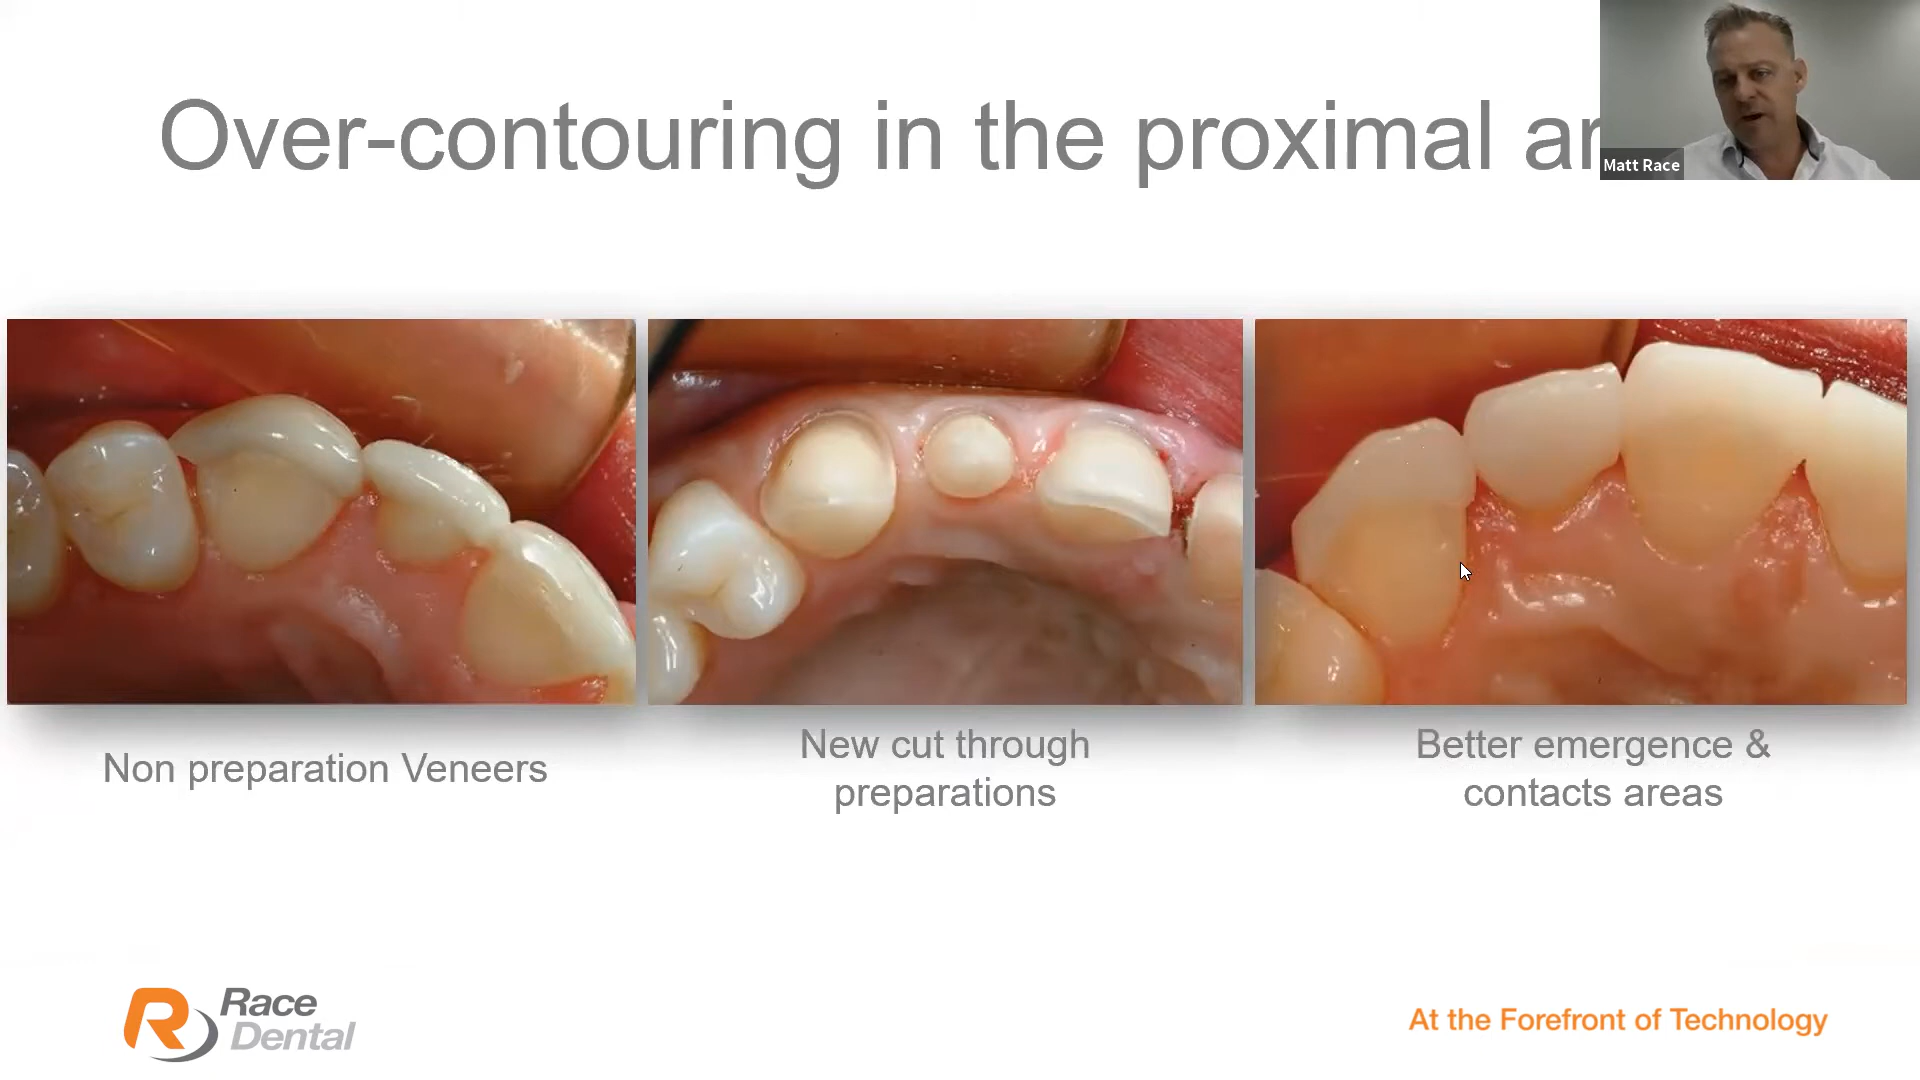 Over-contouring in the proximal
Matt Race
Non preparation Veneers
New cut through
preparations
Better emergence &
contacts areas
Race
Dental
At the Forefront of Technology